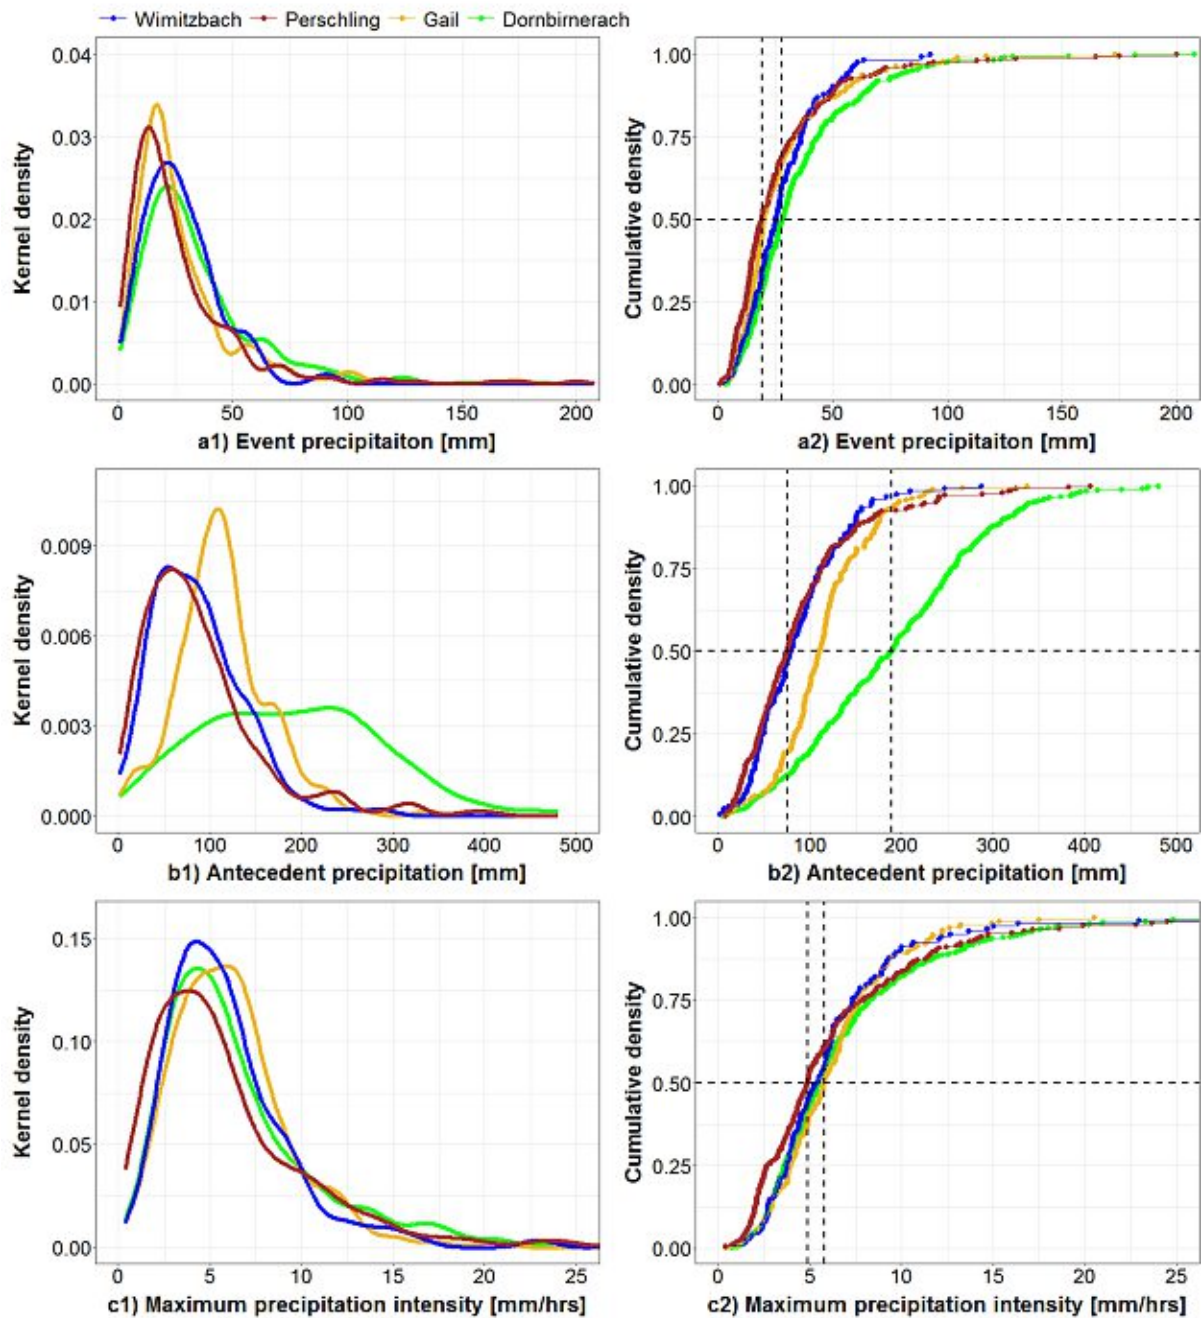 Wimitzbach Perschling Gail Dornbirnerach
0.04
0.03
0.02
0.01
0.00
Kernel density
0 50 100 150 200
a1) Event precipitaiton [mm]
1.00
0.75
0.50
0.25
0.00
Cumulative density
0 50 100 150 200
a2) Event precipitaiton [mm]
0.009
0.006
0.003
0.000
Kernel density
0 100 200 300 400 500
b1) Antecedent precipitation [mm]
1.00
0.75
0.50
0.25
0.00
Cumulative density
0 100 200 300 400 500
b2) Antecedent precipitation [mm]
0.15
0.10
0.05
0.00
Kernel density
0 5 10 15 20 25
c1) Maximum precipitation intensity [mm/hrs]
1.00
0.75
0.50
0.25
0.00
Cumulative density
0 5 10 15 20 25
c2) Maximum precipitation intensity [mm/hrs]